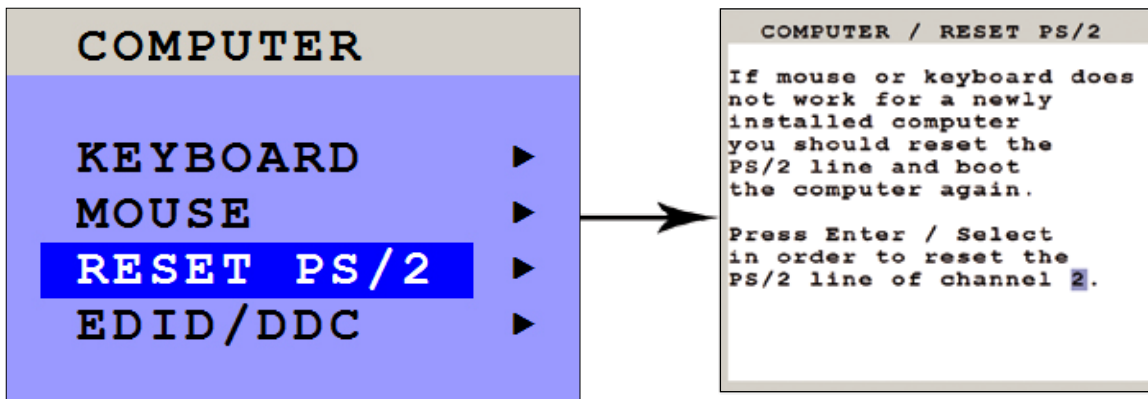 COMPUTER
KEYBOARD ►
MOUSE ►
RESET PS/2 ►
EDID/DDC ►
COMPUTER / RESET PS/2
If mouse or keyboard does
not work for a newly
installed computer
you should reset the
PS/2 line and boot
the computer again.
Press Enter / Select
in order to reset the
PS/2 line of channel 2.